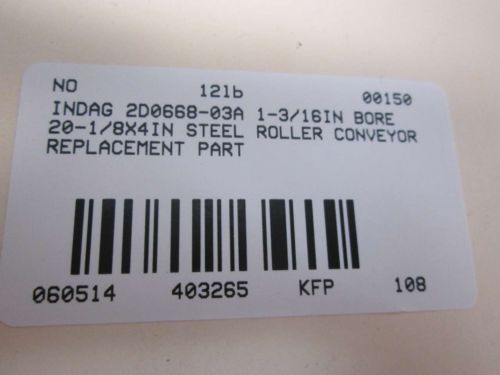 NO 12lb 00150
INDAG 2D0668-03A 1-3/16IN BORE
20-1/8X4IN STEEL ROLLER CONVEYOR
REPLACEMENT PART
060514 403265 KFP 108